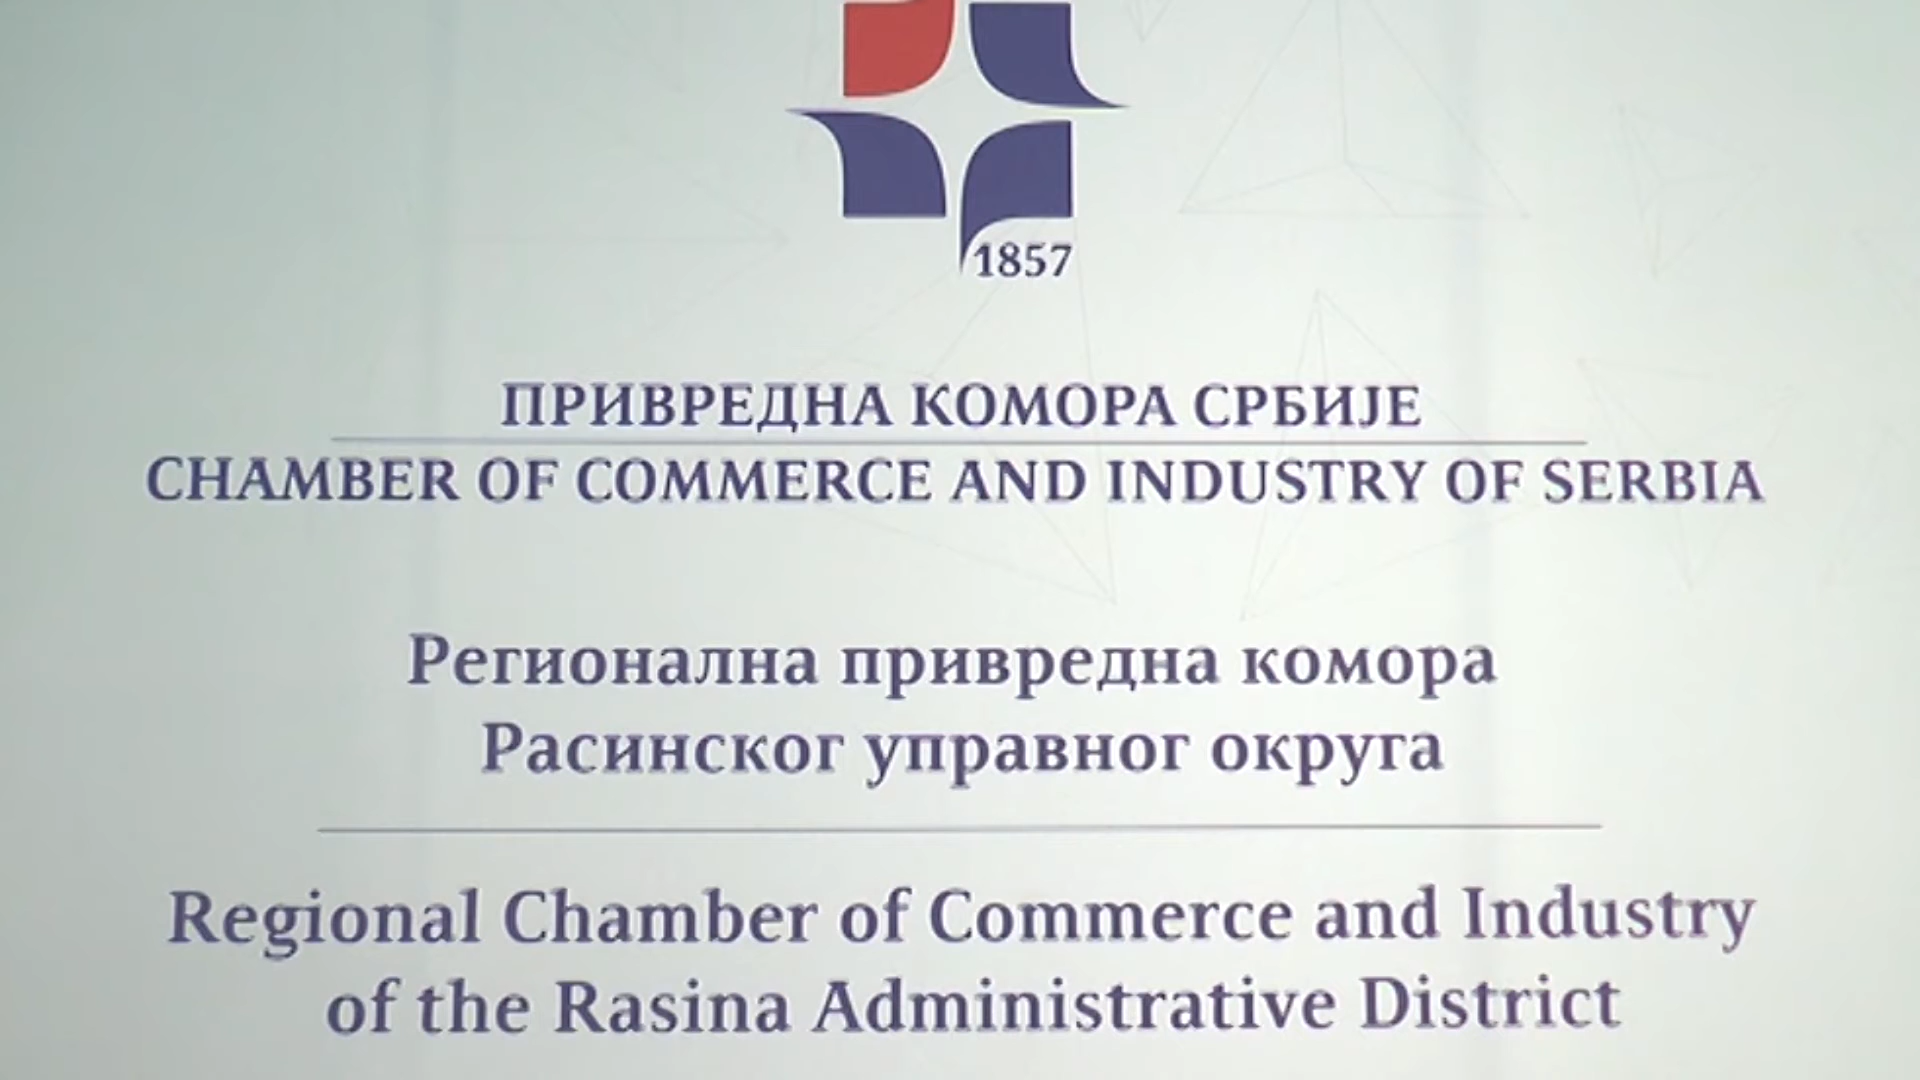 1857
ПРИВРЕДНА КОМОРА СРБИЈЕ
CHAMBER OF COMMERCE AND INDUSTRY OF SERBIA
Регионална привредна комора
Расинског управног округа
Regional Chamber of Commerce and Industry
of the Rasina Administrative District